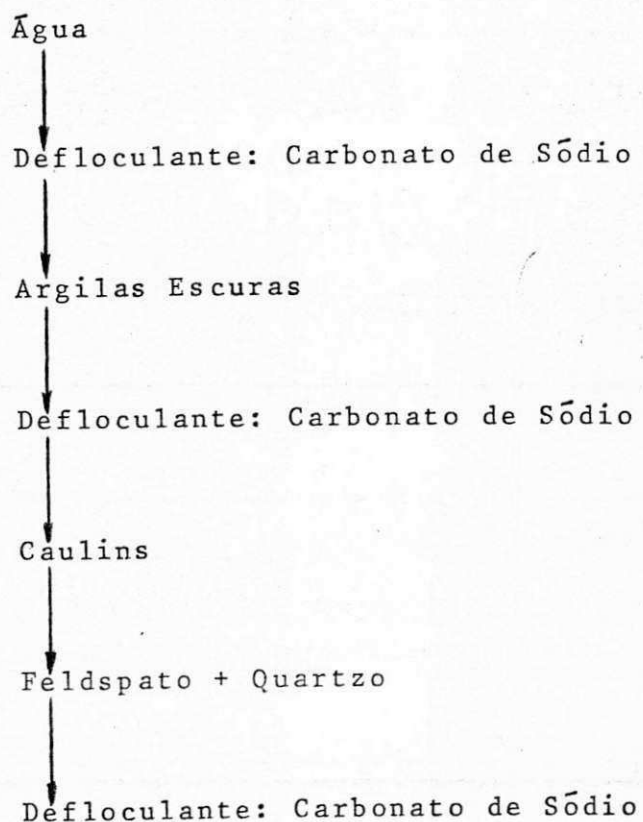 Água
Defloculante: Carbonato de Sódio
Argilas Escuras
Defloculante: Carbonato de Sódio
Caulins
Feldspato + Quartzo
Defloculante: Carbonato de Sódio